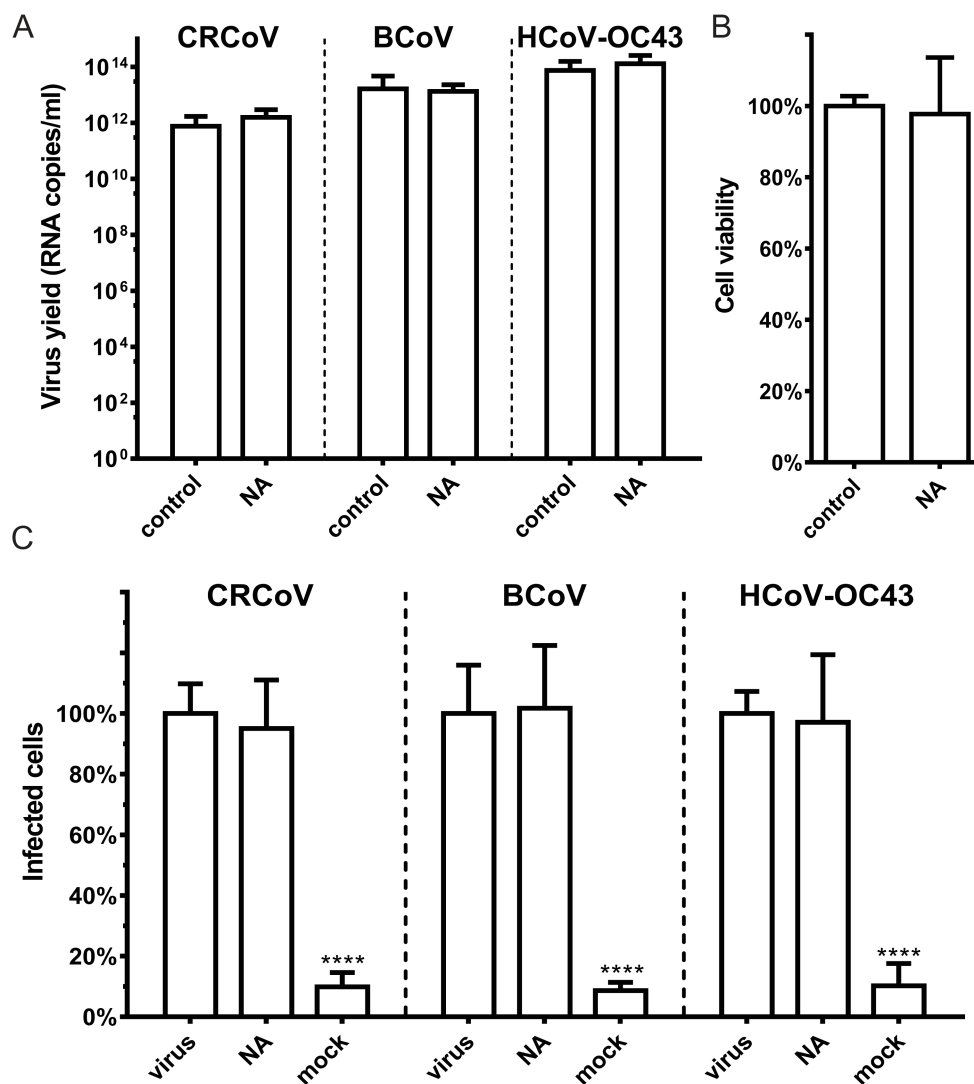 A
CRCoV BCoV HCoV-OC43
Virus yield (RNA copies/ml)
10^14
10^12
10^10
10^8
10^6
10^4
10^2
10^0
control NA control NA control NA
B
Cell viability
100%
80%
60%
40%
20%
0%
control NA
C
CRCoV BCoV HCoV-OC43
Infected cells
100%
80%
60%
40%
20%
0%
**** **** ****
virus NA mock virus NA mock virus NA mock